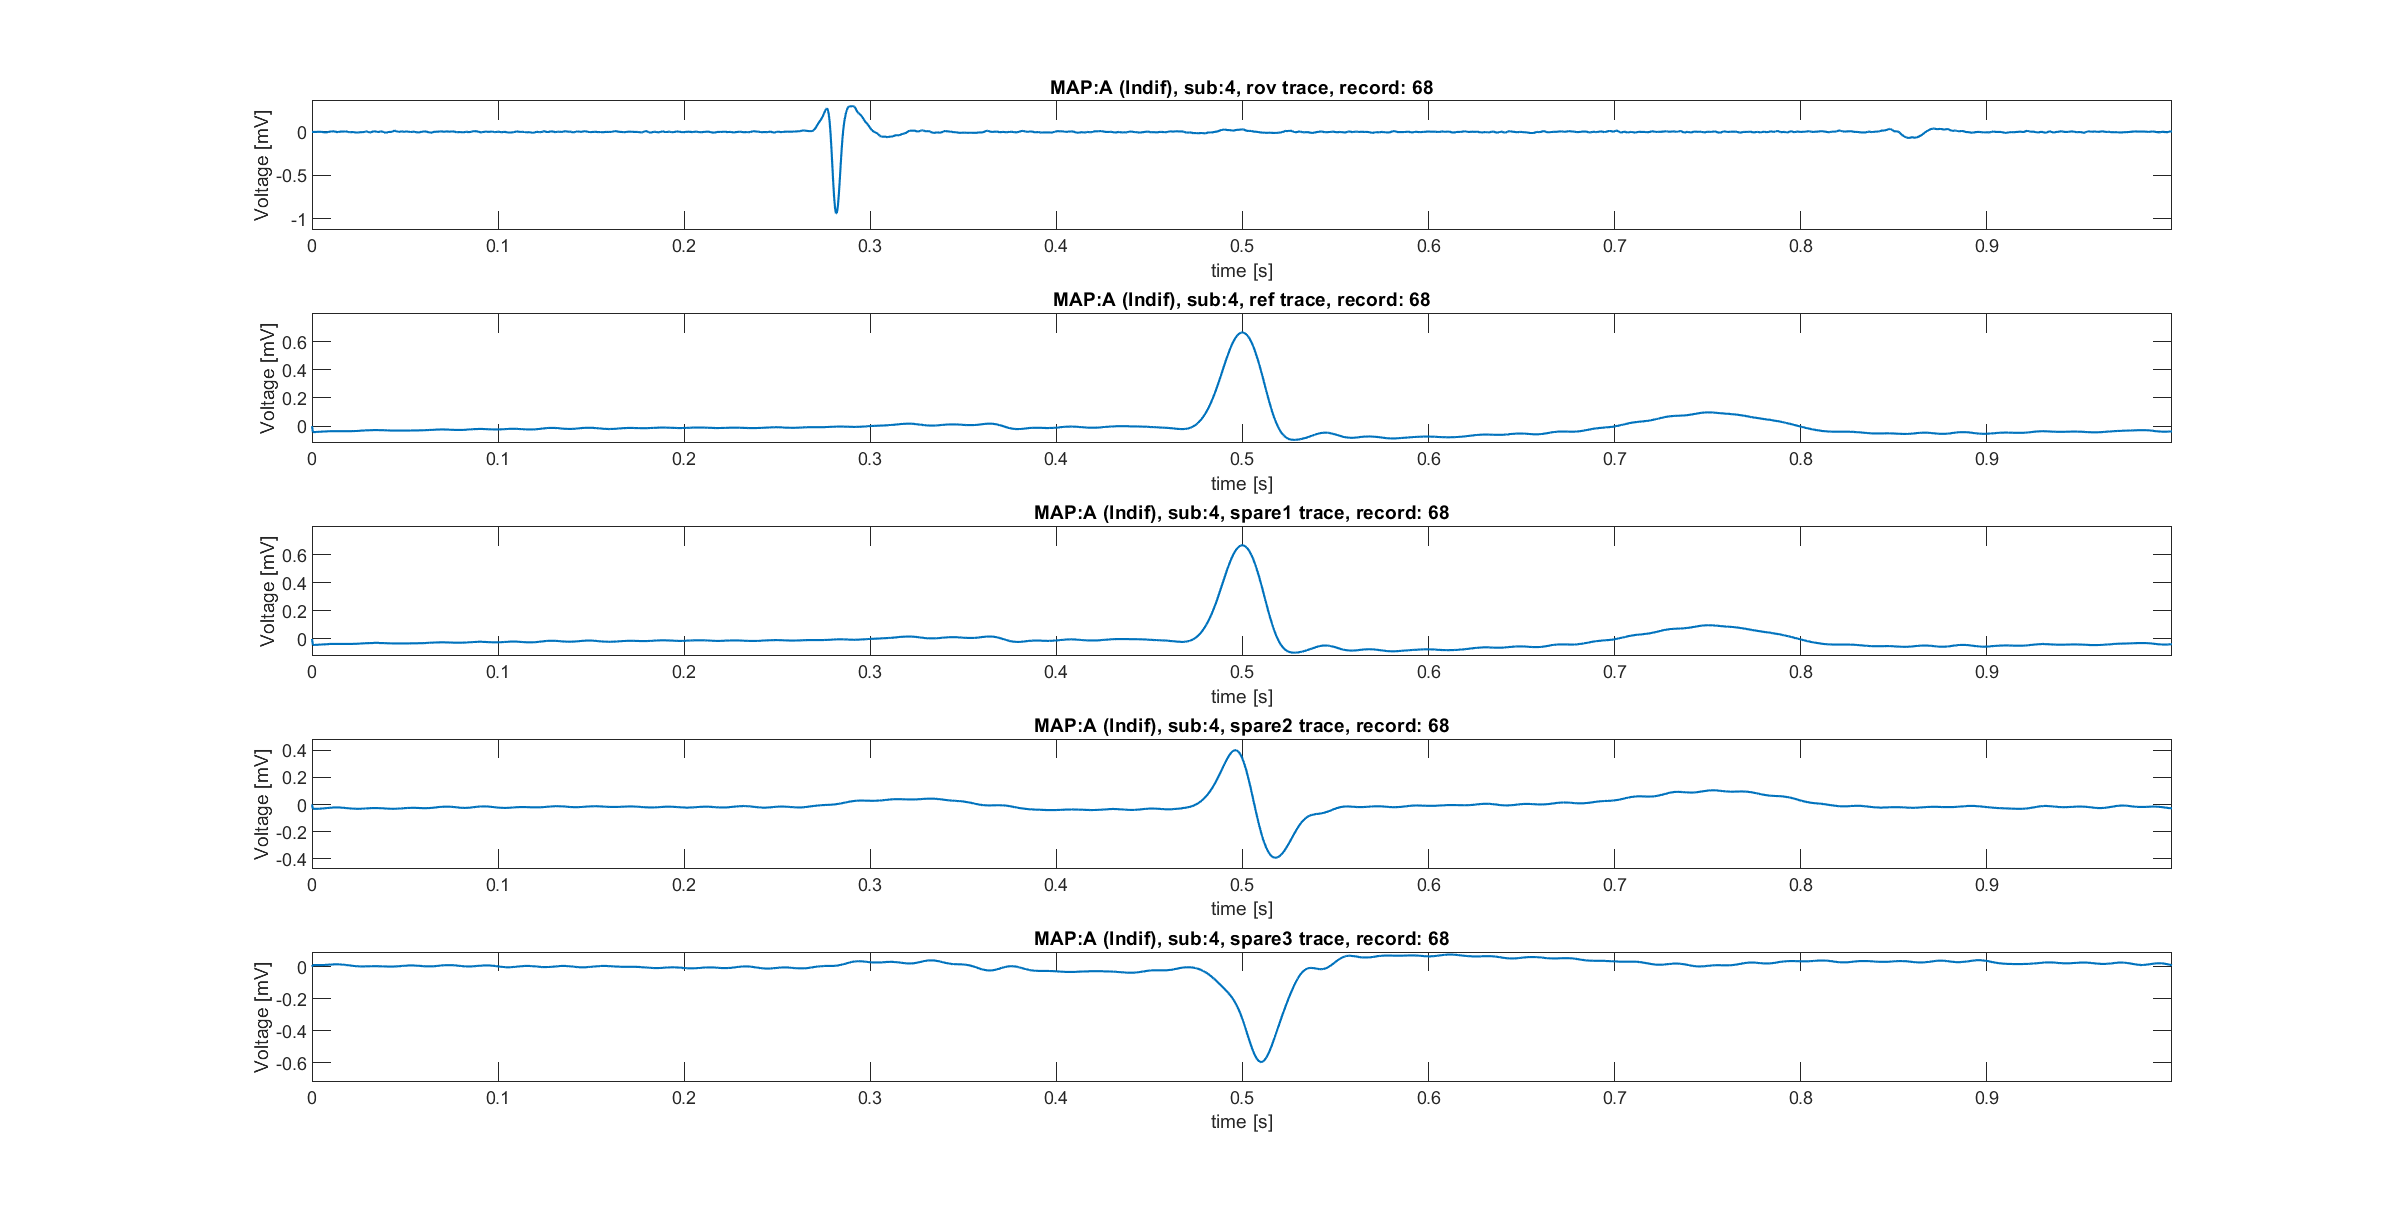 MAP:A (Indif), sub:4, rov trace, record: 68
Voltage [mV]
0
-0.5
-1
0 0.1 0.2 0.3 0.4 0.5 0.6 0.7 0.8 0.9
time [s]
MAP:A (Indif), sub:4, ref trace, record: 68
Voltage [mV]
0.6
0.4
0.2
0
0 0.1 0.2 0.3 0.4 0.5 0.6 0.7 0.8 0.9
time [s]
MAP:A (Indif), sub:4, spare1 trace, record: 68
Voltage [mV]
0.6
0.4
0.2
0
0 0.1 0.2 0.3 0.4 0.5 0.6 0.7 0.8 0.9
time [s]
MAP:A (Indif), sub:4, spare2 trace, record: 68
Voltage [mV]
0.4
0.2
0
-0.2
-0.4
0 0.1 0.2 0.3 0.4 0.5 0.6 0.7 0.8 0.9
time [s]
MAP:A (Indif), sub:4, spare3 trace, record: 68
Voltage [mV]
0
-0.2
-0.4
-0.6
0 0.1 0.2 0.3 0.4 0.5 0.6 0.7 0.8 0.9
time [s]